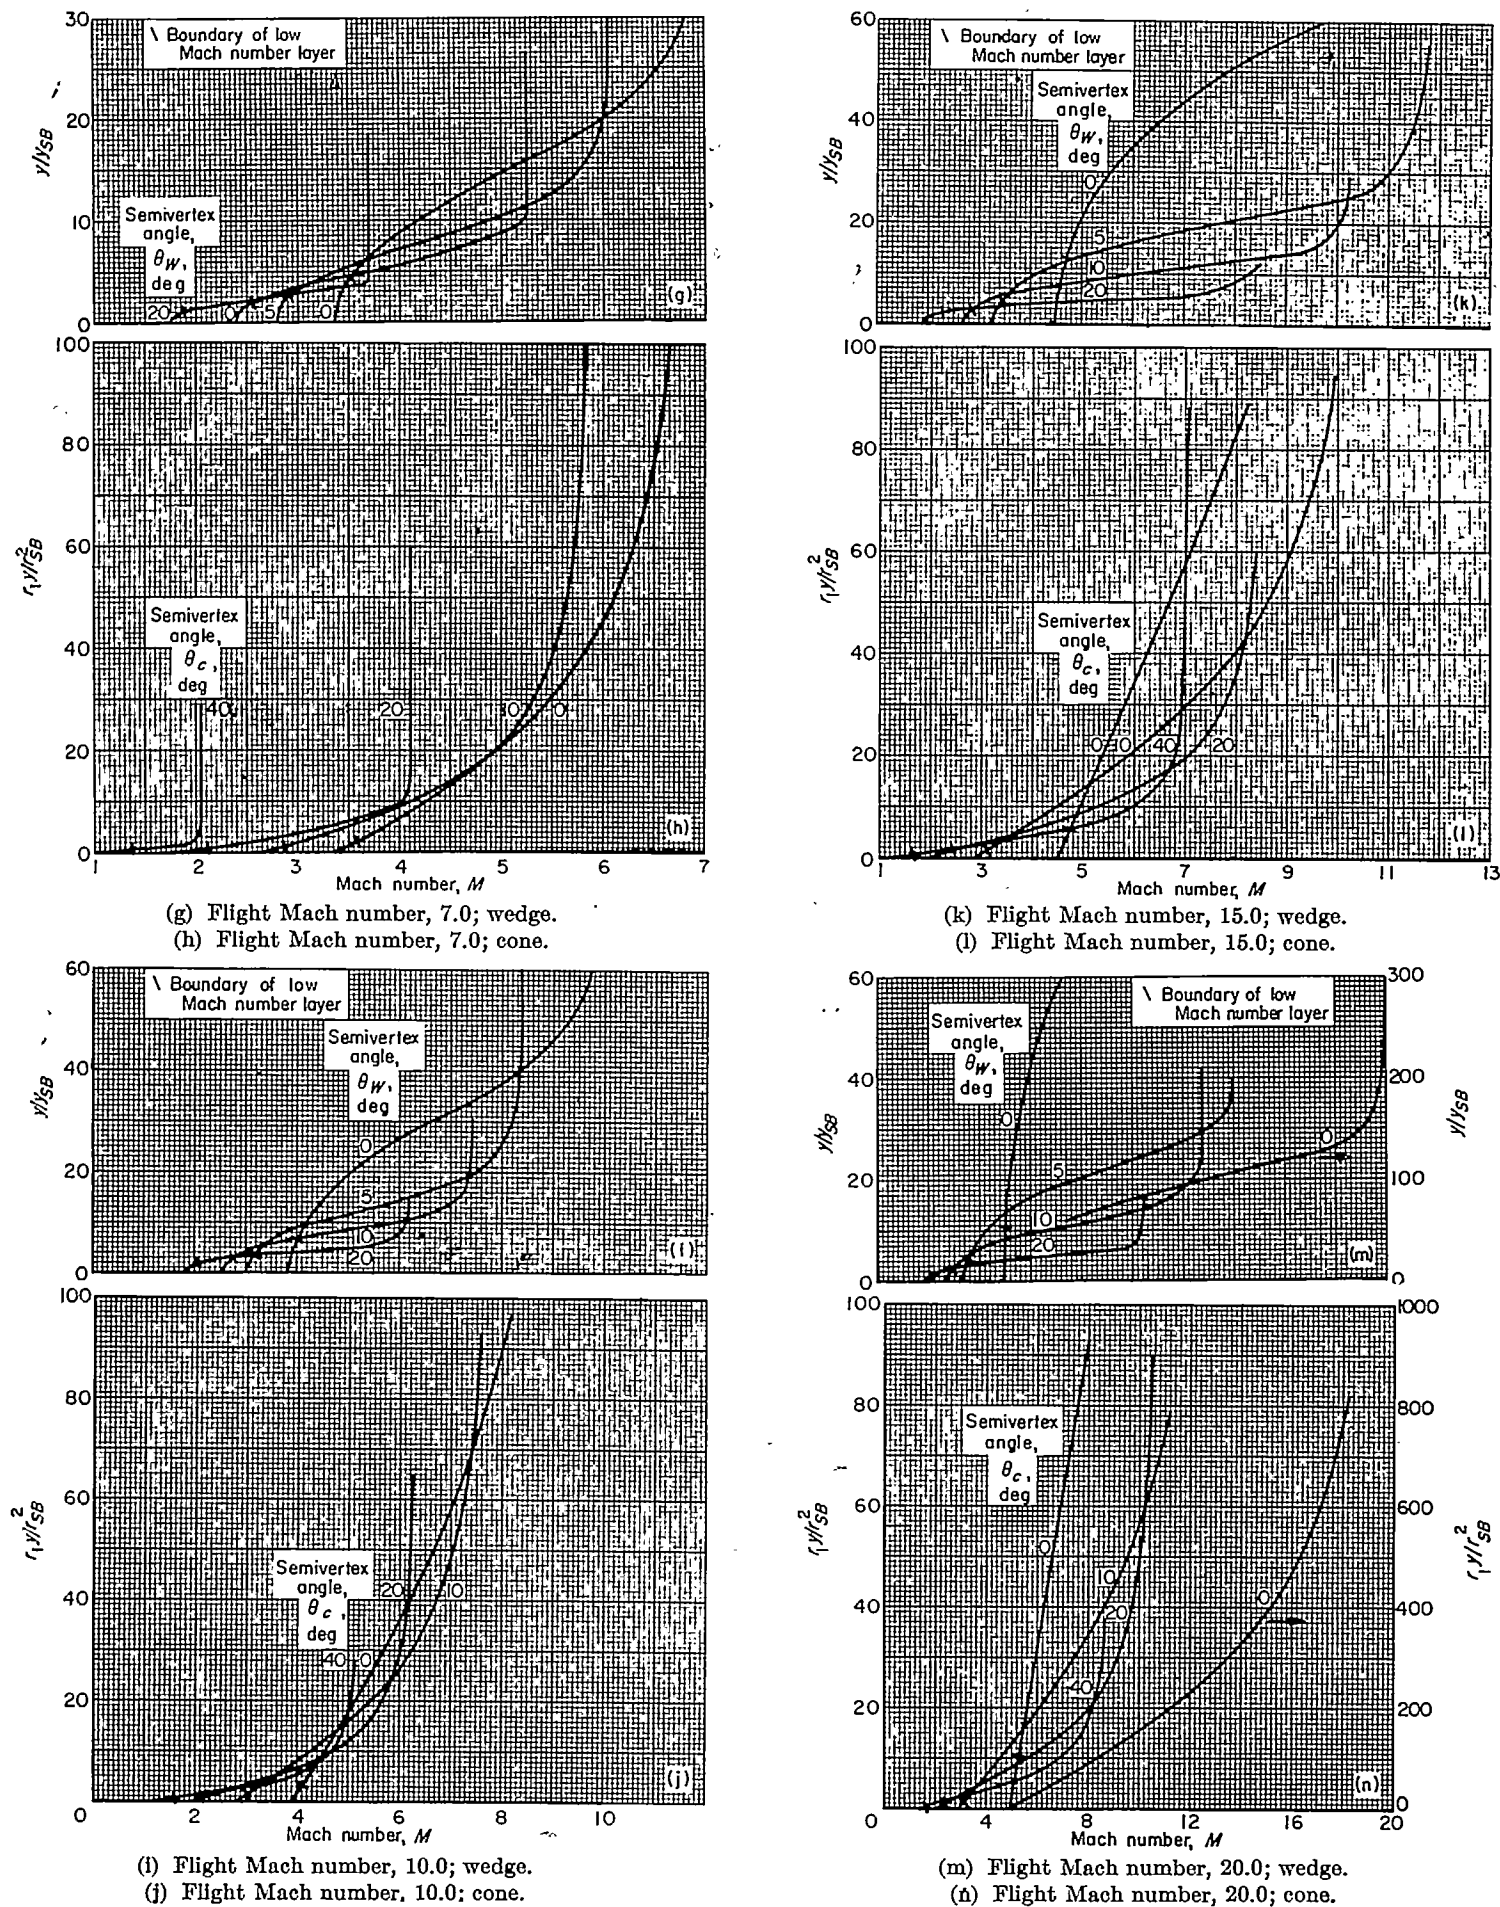 30
\ Boundary of low
Mach number layer
20
y/ySB
10
Semivertex
angle,
θW,
deg
20
0
5
0
0
(g)
100
80
60
r1y/r²SB
40
20
0
Semivertex
angle,
θc,
deg
40
20
10
0
(h)
1 2 3 4 5 6 7
Mach number, M
(g) Flight Mach number, 7.0; wedge.
(h) Flight Mach number, 7.0; cone.
60
\ Boundary of low
Mach number layer
Semivertex
angle,
θW,
deg
40
y/ySB
20
0
0
5
10
20
(k)
100
80
60
r1y/r²SB
40
20
0
Semivertex
angle,
θc,
deg
0
10
40
20
(l)
1 3 5 7 9 11 13
Mach number, M
(k) Flight Mach number, 15.0; wedge.
(l) Flight Mach number, 15.0; cone.
60
\ Boundary of low
Mach number layer
Semivertex
angle,
θW,
deg
40
y/ySB
20
0
0
5
10
20
(i)
100
80
60
r1y/r²SB
40
20
Semivertex
angle,
θc,
deg
20
10
40
0
(j)
0 2 4 6 8 10
Mach number, M
(i) Flight Mach number, 10.0; wedge.
(j) Flight Mach number, 10.0; cone.
60
Semivertex
angle,
θW,
deg
\ Boundary of low
Mach number layer
300
40
200
y/ySB
y/ySB
20
100
0
0
0
0
5
10
20
(m)
100
1000
80
800
Semivertex
angle,
θc,
deg
60
600
r1y/r²SB
r1y/r²SB
40
400
20
200
0
0
10
20
40
0
(n)
0
0 4 8 12 16 20
Mach number, M
(m) Flight Mach number, 20.0; wedge.
(n) Flight Mach number, 20.0; cone.